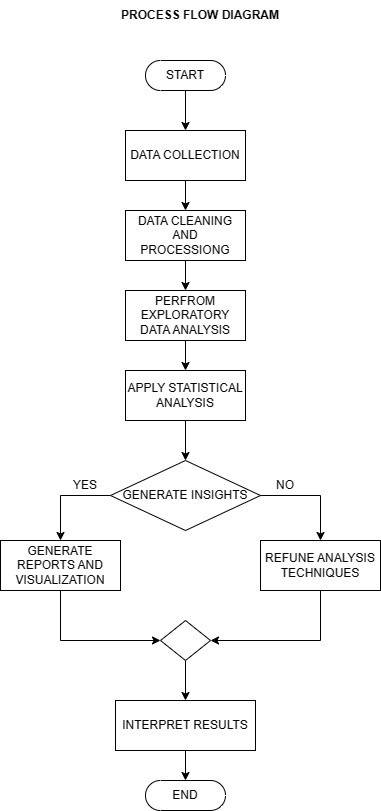 PROCESS FLOW DIAGRAM
START
DATA COLLECTION
DATA CLEANING
AND
PROCESSIONG
PERFROM
EXPLORATORY
DATA ANALYSIS
APPLY STATISTICAL
ANALYSIS
GENERATE INSIGHTS
YES
NO
GENERATE
REPORTS AND
VISUALIZATION
REFUNE ANALYSIS
TECHNIQUES
INTERPRET RESULTS
END